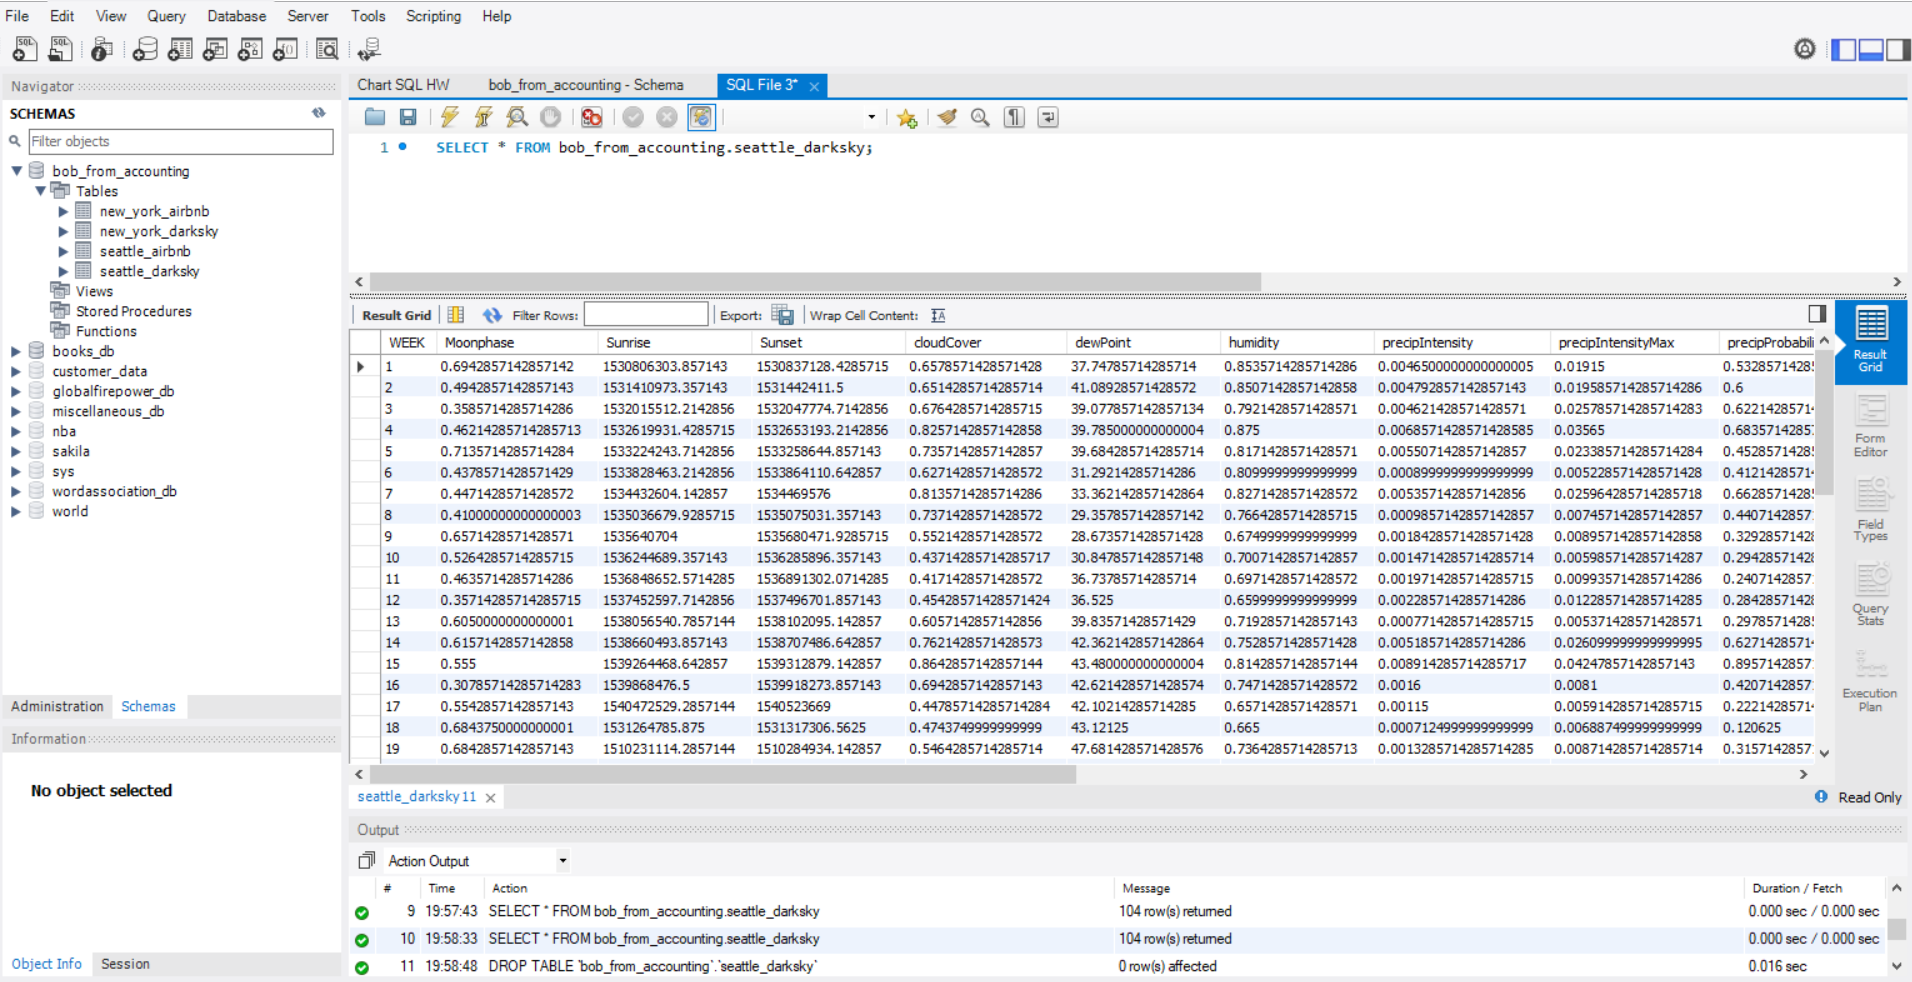 File Edit View Query Database Server Tools Scripting Help
Navigator
SCHEMAS
Filter objects
bob_from_accounting
Tables
new_york_airbnb
new_york_darksky
seattle_airbnb
seattle_darksky
Views
Stored Procedures
Functions
books_db
customer_data
globalfirepower_db
miscellaneous_db
nba
sakila
sys
wordassociation_db
world
Administration Schemas
Information
No object selected
Object Info Session
Chart SQL HW bob_from_accounting - Schema SQL File 3*
1 SELECT * FROM bob_from_accounting.seattle_darksky;
Result Grid Filter Rows: Export: Wrap Cell Content:
WEEK Moonphase Sunrise Sunset cloudCover dewPoint humidity precipIntensity precipIntensityMax precipProbabili
1 0.6942857142857142 1530806303.857143 1530837128.4285715 0.6578571428571428 37.74785714285714 0.8535714285714286 0.0046500000000000005 0.01915 0.53285714285
2 0.4942857142857143 1531410973.357143 1531442411.5 0.6514285714285714 41.08928571428572 0.8507142857142858 0.004792857142857143 0.019585714285714286 0.6
3 0.3585714285714286 1532015512.2142856 1532047774.7142856 0.6764285714285715 39.077857142857134 0.7921428571428571 0.004621428571428571 0.025785714285714283 0.6221428571
4 0.46214285714285713 1532619931.4285715 1532653193.2142856 0.8257142857142858 39.785000000000004 0.875 0.0068571428571428585 0.03565 0.68357142857
5 0.7135714285714284 1533224243.7142856 1533258644.857143 0.7357142857142857 39.684285714285714 0.8171428571428571 0.005507142857142857 0.023385714285714284 0.45285714285
6 0.4378571428571429 1533828463.2142856 1533864110.642857 0.6271428571428572 31.29214285714286 0.8099999999999999 0.0008999999999999999 0.005228571428571428 0.4121428571
7 0.4471428571428572 1534432604.142857 1534469576 0.8135714285714286 33.362142857142864 0.8271428571428572 0.005357142857142856 0.025964285714285718 0.66285714285
8 0.41000000000000003 1535036679.9285715 1535075031.357143 0.7371428571428572 29.357857142857142 0.7664285714285715 0.0009857142857142857 0.007457142857142857 0.44071428571
9 0.6571428571428571 1535640704 1535680471.9285715 0.5521428571428572 28.673571428571428 0.6749999999999999 0.0018428571428571428 0.008957142857142858 0.3292857142
10 0.5264285714285715 1536244689.357143 1536285896.357143 0.43714285714285717 30.847857142857148 0.7007142857142857 0.0014714285714285714 0.005985714285714287 0.2942857142
11 0.4635714285714286 1536848652.5714285 1536891302.0714285 0.4171428571428572 36.73785714285714 0.6971428571428572 0.0019714285714285715 0.009935714285714286 0.2407142857
12 0.35714285714285715 1537452597.7142856 1537496701.857143 0.45428571428571424 36.525 0.6599999999999999 0.002285714285714286 0.012285714285714285 0.2842857142
13 0.6050000000000001 1538056540.7857144 1538102095.142857 0.6057142857142856 39.83571428571429 0.7192857142857143 0.0007714285714285715 0.005371428571428571 0.29785714285
14 0.6157142857142858 1538660493.857143 1538707486.642857 0.7621428571428573 42.362142857142864 0.7528571428571428 0.005185714285714286 0.026099999999999995 0.6271428571
15 0.555 1539264468.642857 1539312879.142857 0.8642857142857144 43.480000000000004 0.8142857142857144 0.008914285714285717 0.04247857142857143 0.8957142857
16 0.30785714285714283 1539868476.5 1539918273.857143 0.6942857142857143 42.621428571428574 0.7471428571428572 0.0016 0.0081 0.4207142857
17 0.5542857142857143 1540472529.2857144 1540523669 0.44785714285714284 42.10214285714285 0.6571428571428571 0.00115 0.005914285714285715 0.2221428571
18 0.6843750000000001 1531264785.875 1531317306.5625 0.4743749999999999 43.12125 0.665 0.0007124999999999999 0.006887499999999999 0.120625
19 0.6842857142857143 1510231114.2857144 1510284934.142857 0.5464285714285714 47.681428571428576 0.7364285714285713 0.0013285714285714285 0.008714285714285714 0.3157142857
Result Grid
Form Editor
Field Types
Query Stats
Execution Plan
seattle_darksky 11 Read Only
Output
Action Output
# Time Action Message Duration / Fetch
9 19:57:43 SELECT * FROM bob_from_accounting.seattle_darksky 104 row(s) returned 0.000 sec / 0.000 sec
10 19:58:33 SELECT * FROM bob_from_accounting.seattle_darksky 104 row(s) returned 0.000 sec / 0.000 sec
11 19:58:48 DROP TABLE `bob_from_accounting`.`seattle_darksky` 0 row(s) affected 0.016 sec